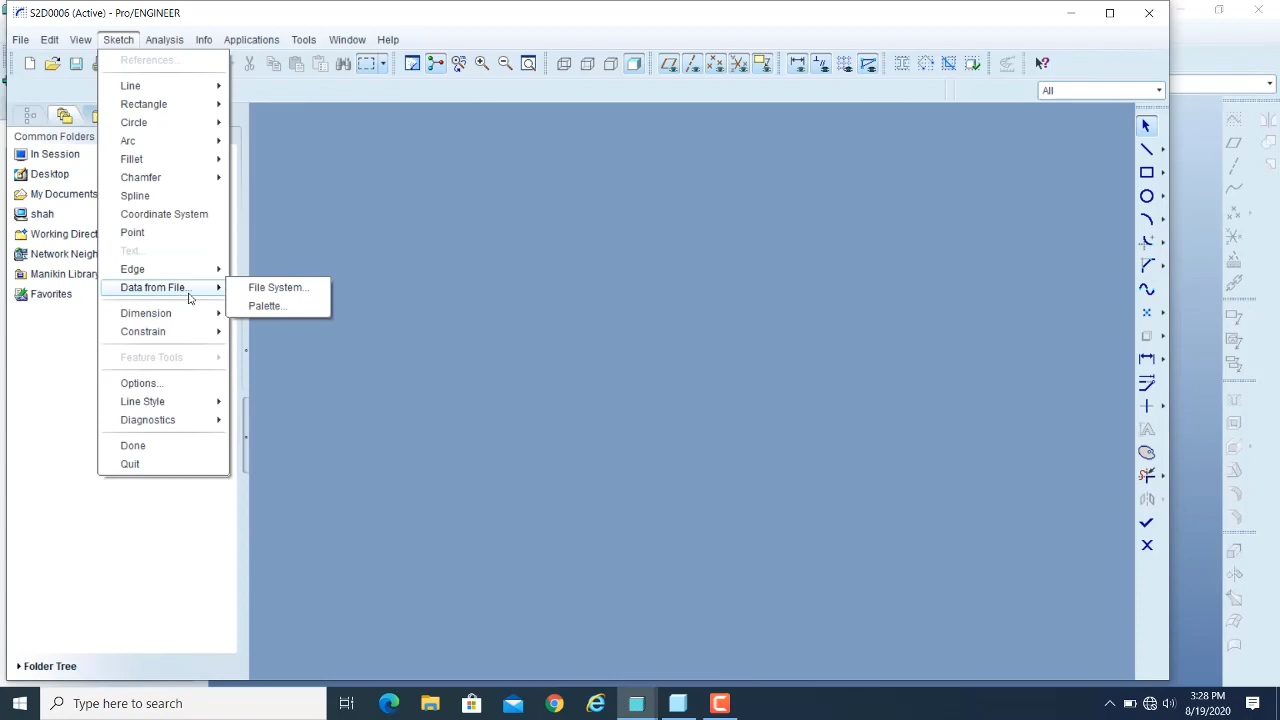 S2D0006 (Active) - Pro/ENGINEER
File Edit View Sketch Analysis Info Applications Tools Window Help
References...
All
Line
Rectangle
Circle
Arc
Fillet
Chamfer
Spline
Coordinate System
Point
Text...
Edge
Data from File...
Dimension
Constrain
Feature Tools
Options...
Line Style
Diagnostics
Done
Quit
File System...
Palette...
Common Folders
In Session
Desktop
My Documents
shah
Working Direct
Network Neigh
Manikin Library
Favorites
Folder Tree
Type here to search
3:28 PM
8/19/2020